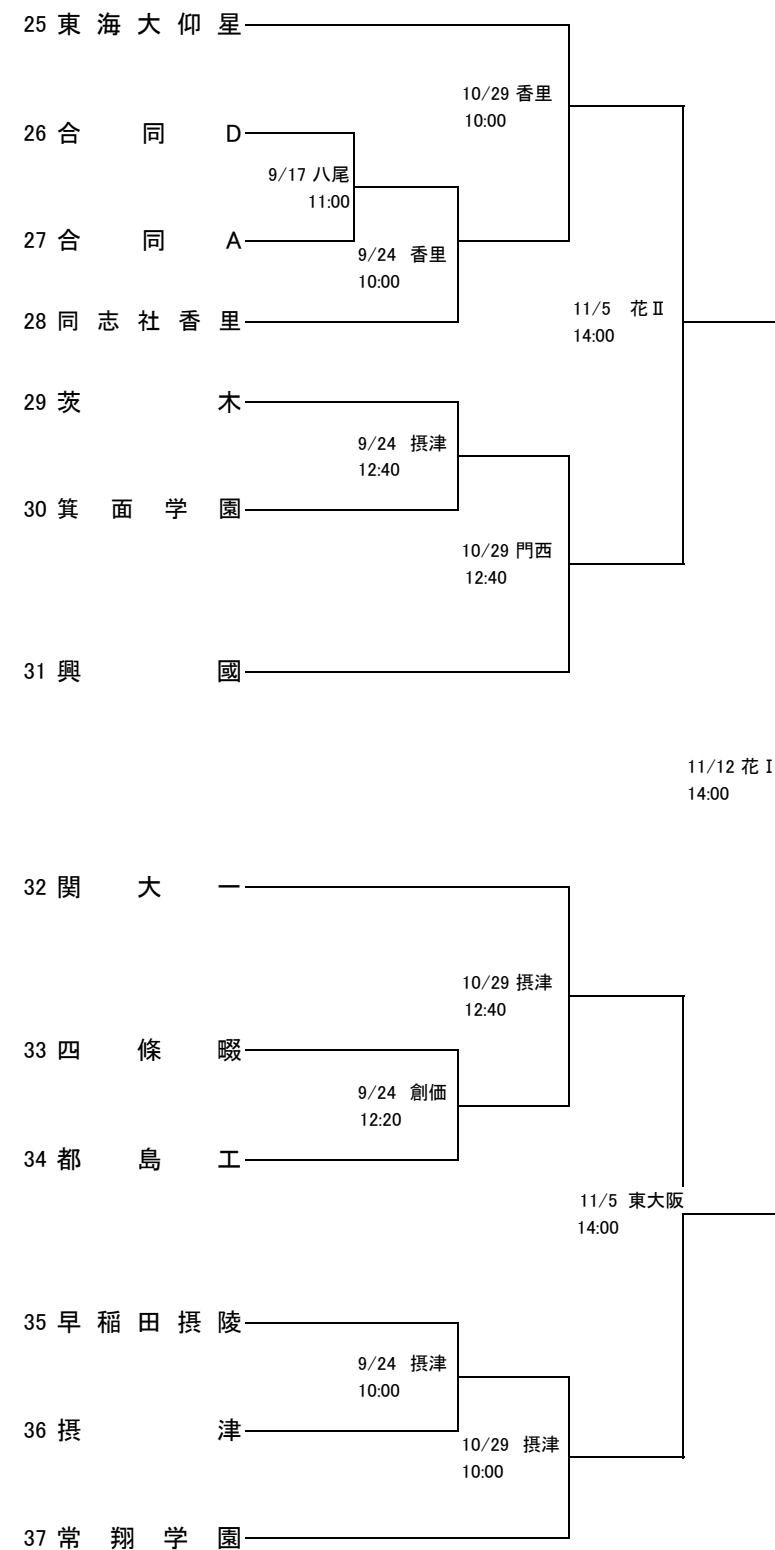 25 東海大仰星
10/29 香里
10:00
26 合同D
9/17 八尾
11:00
27 合同A
9/24 香里
10:00
28 同志社香里
11/5 花Ⅱ
14:00
29 茨木
9/24 摂津
12:40
30 箕面学園
10/29 門西
12:40
31 興國
11/12 花Ⅰ
14:00
32 関大一
10/29 摂津
12:40
33 四條畷
9/24 創価
12:20
34 都島工
11/5 東大阪
14:00
35 早稲田摂陵
9/24 摂津
10:00
36 摂津
10/29 摂津
10:00
37 常翔学園